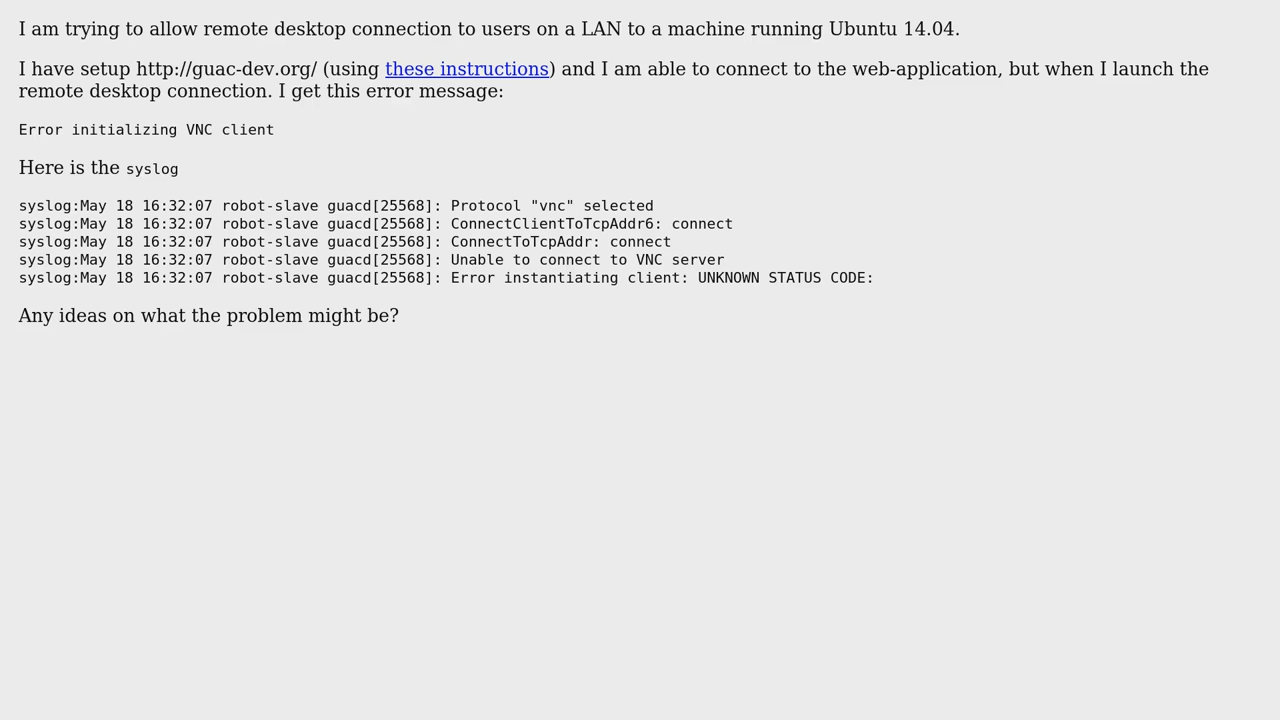 I am trying to allow remote desktop connection to users on a LAN to a machine running Ubuntu 14.04.
I have setup http://guac-dev.org/ (using these instructions) and I am able to connect to the web-application, but when I launch the
remote desktop connection. I get this error message:
Error initializing VNC client
Here is the syslog
syslog:May 18 16:32:07 robot-slave guacd[25568]: Protocol "vnc" selected
syslog:May 18 16:32:07 robot-slave guacd[25568]: ConnectClientToTcpAddr6: connect
syslog:May 18 16:32:07 robot-slave guacd[25568]: ConnectToTcpAddr: connect
syslog:May 18 16:32:07 robot-slave guacd[25568]: Unable to connect to VNC server
syslog:May 18 16:32:07 robot-slave guacd[25568]: Error instantiating client: UNKNOWN STATUS CODE:
Any ideas on what the problem might be?